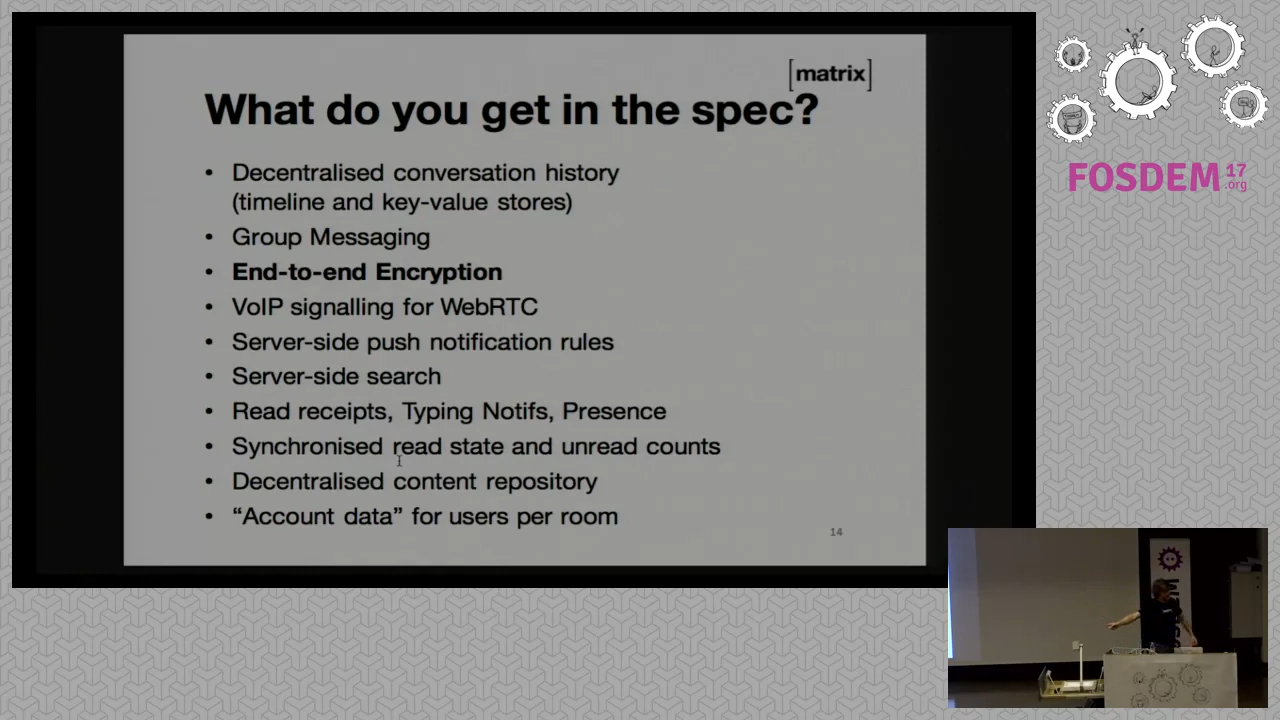 [matrix]
What do you get in the spec?
• Decentralised conversation history
(timeline and key-value stores)
• Group Messaging
• End-to-end Encryption
• VoIP signalling for WebRTC
• Server-side push notification rules
• Server-side search
• Read receipts, Typing Notifs, Presence
• Synchronised read state and unread counts
• Decentralised content repository
• “Account data” for users per room
14
FOSDEM 17
.org